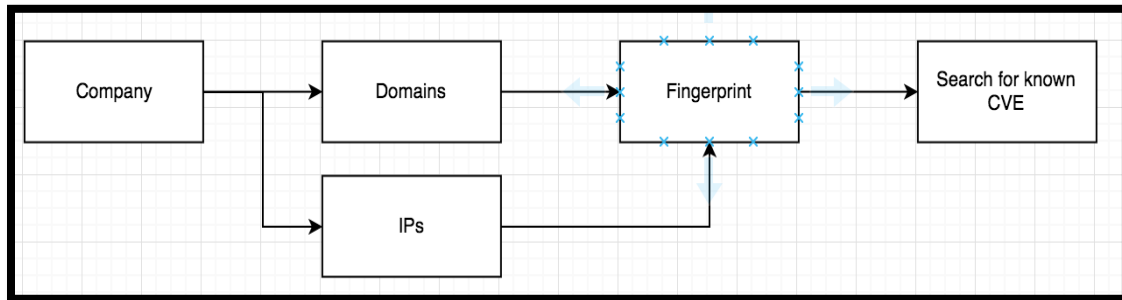 Company
Domains
Fingerprint
Search for known
CVE
IPs